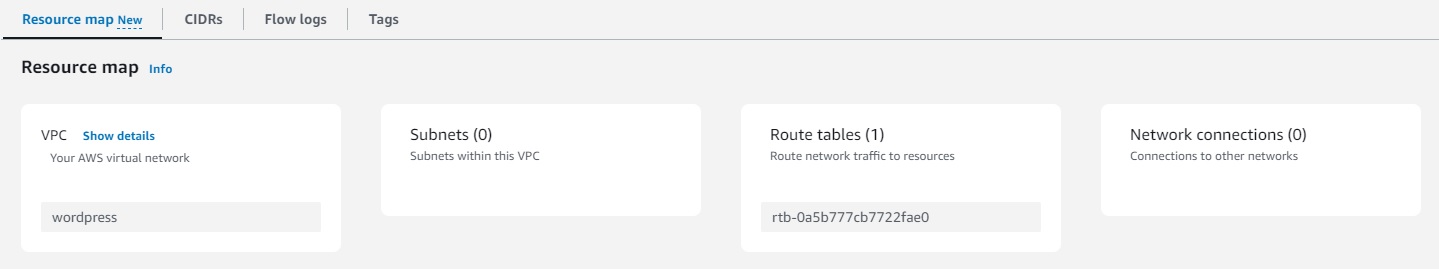 Resource map New
CIDRs
Flow logs
Tags
Resource map Info
VPC Show details
Your AWS virtual network
wordpress
Subnets (0)
Subnets within this VPC
Route tables (1)
Route network traffic to resources
rtb-0a5b777cb7722fae0
Network connections (0)
Connections to other networks